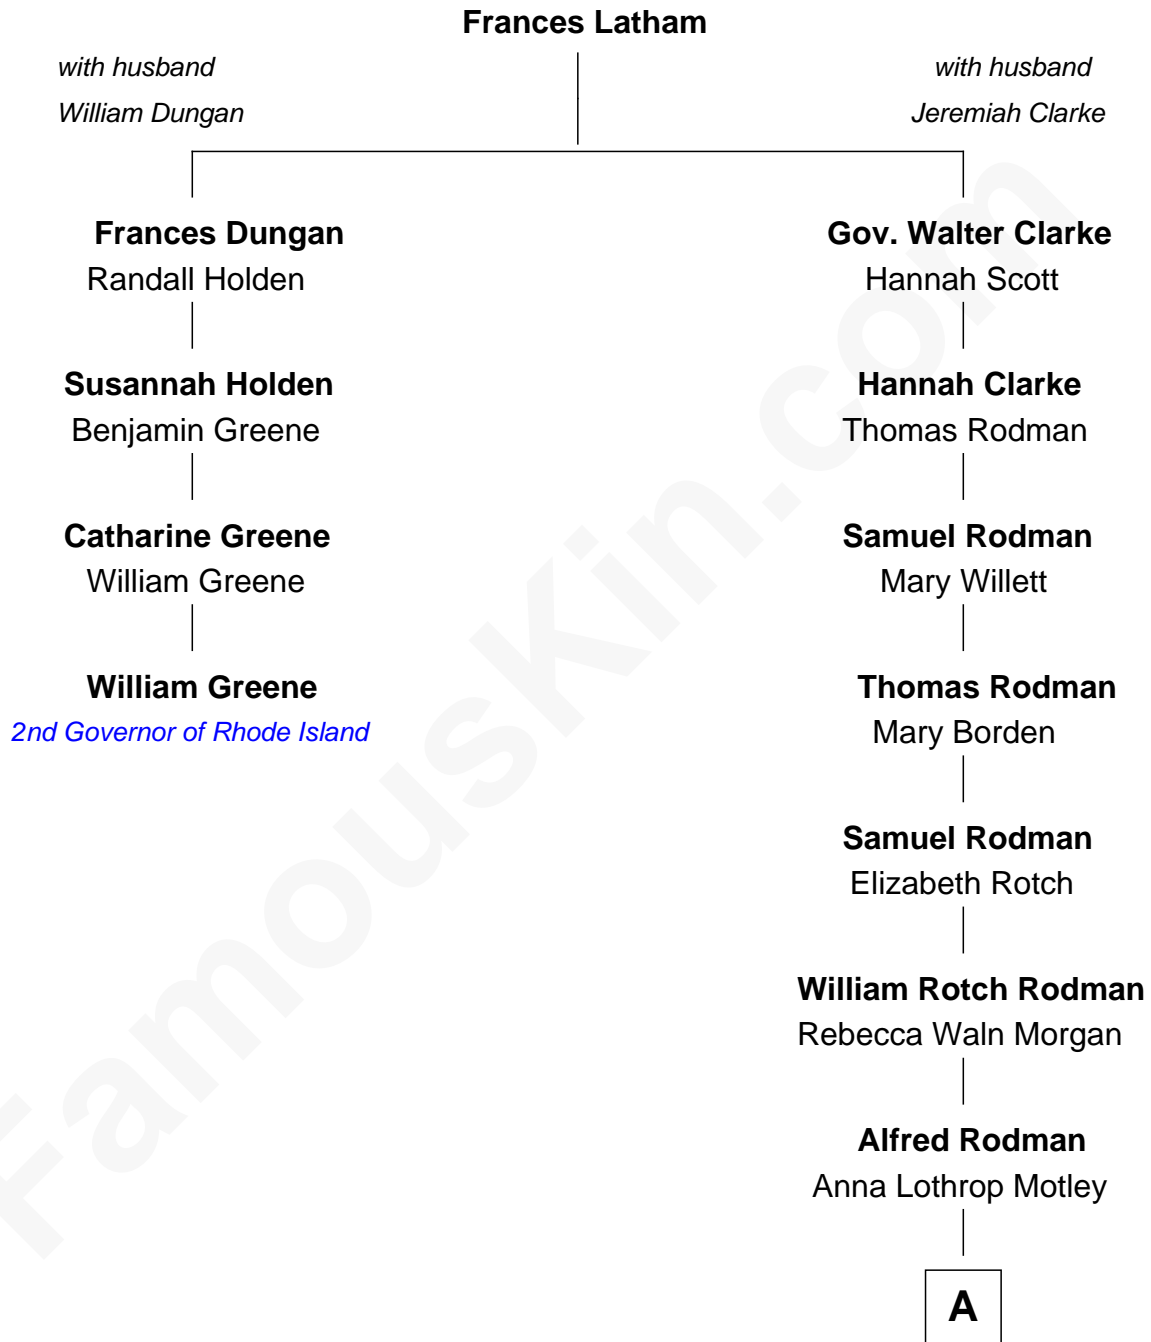 Frances Latham
with husband
William Dungan
with husband
Jeremiah Clarke
Frances Dungan
Randall Holden
Gov. Walter Clarke
Hannah Scott
Susannah Holden
Benjamin Greene
Hannah Clarke
Thomas Rodman
Catharine Greene
William Greene
Samuel Rodman
Mary Willett
William Greene
2nd Governor of Rhode Island
Thomas Rodman
Mary Borden
Samuel Rodman
Elizabeth Rotch
William Rotch Rodman
Rebecca Waln Morgan
Alfred Rodman
Anna Lothrop Motley
A
FamousKin.com